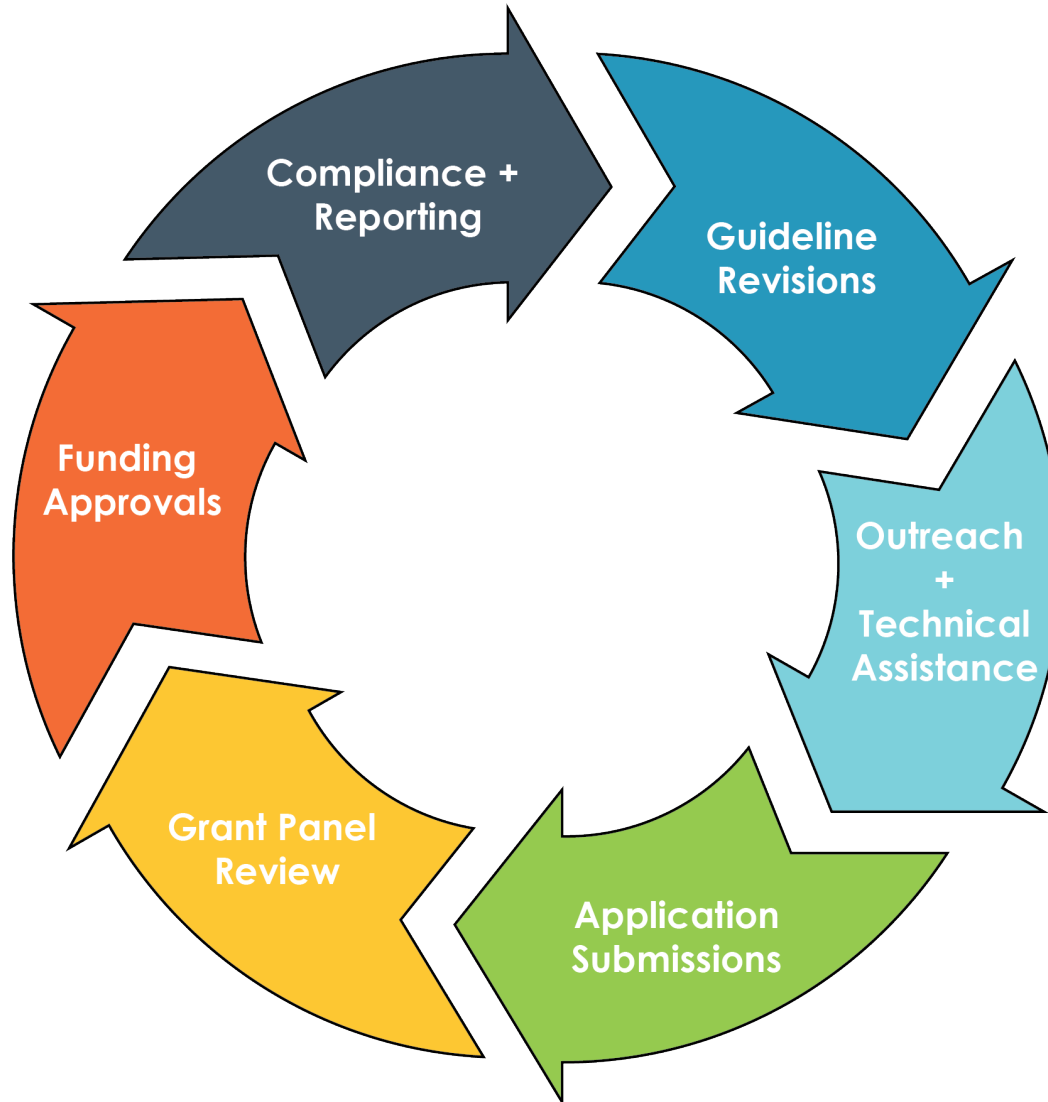 Compliance +
Reporting
Guideline
Revisions
Outreach
+
Technical
Assistance
Application
Submissions
Grant Panel
Review
Funding
Approvals